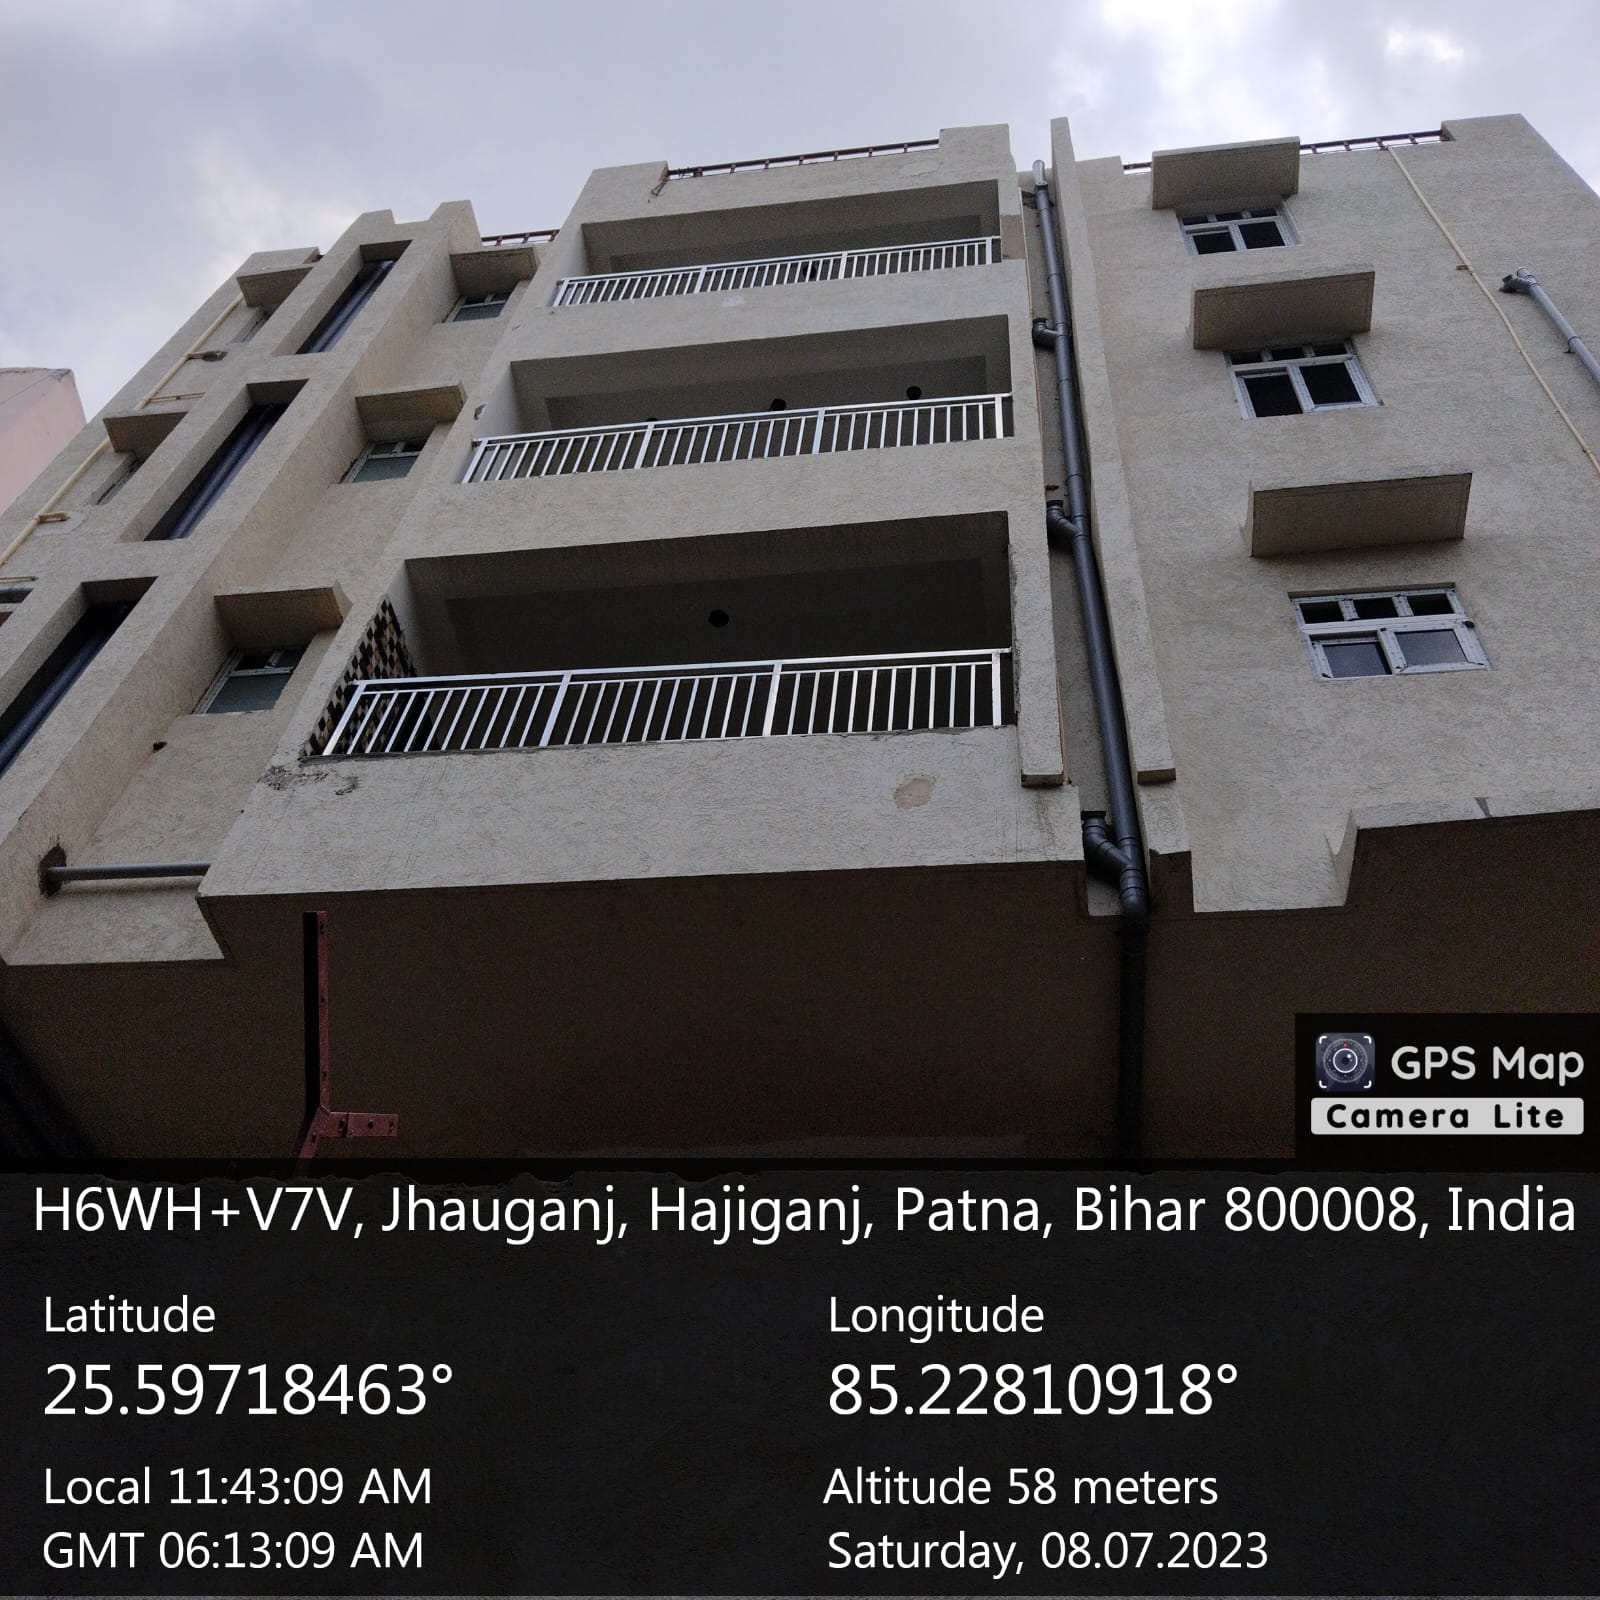 GPS Map
Camera Lite
H6WH+V7V, Jhauganj, Hajiganj, Patna, Bihar 800008, India
Latitude
25.59718463°
Longitude
85.22810918°
Local 11:43:09 AM
GMT 06:13:09 AM
Altitude 58 meters
Saturday, 08.07.2023